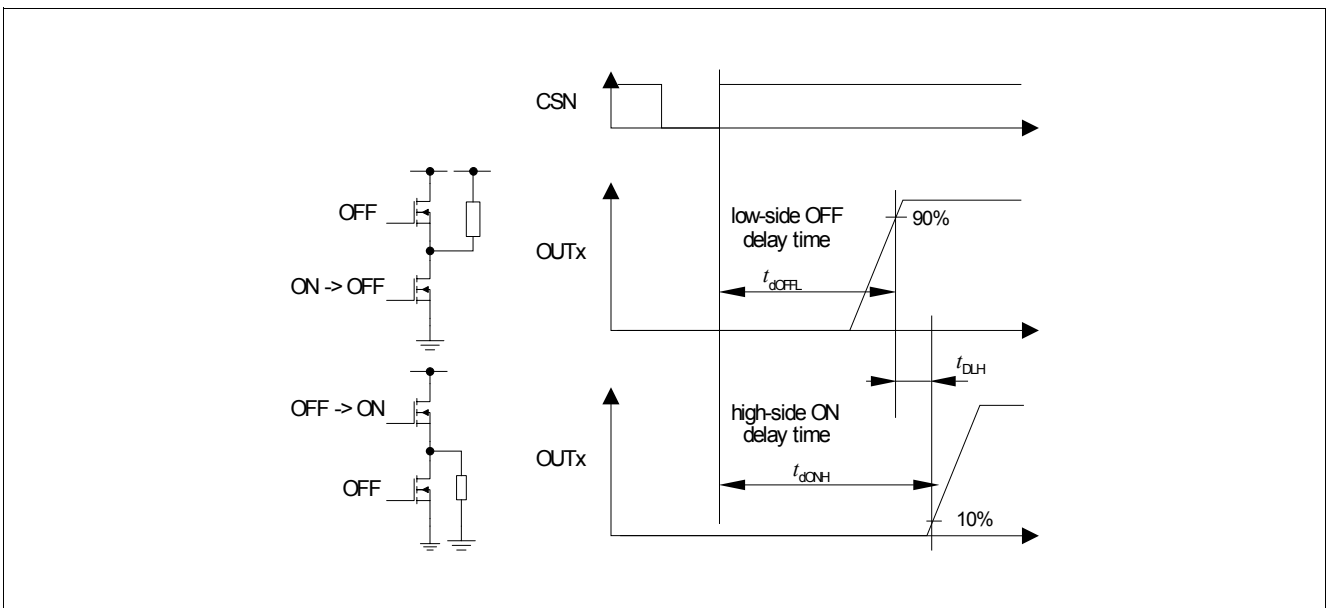 CSN
OFF
ON -> OFF
OUTx
low-side OFF
delay time
tdOFFL
90%
tDLH
OFF -> ON
OFF
OUTx
high-side ON
delay time
tdONH
10%